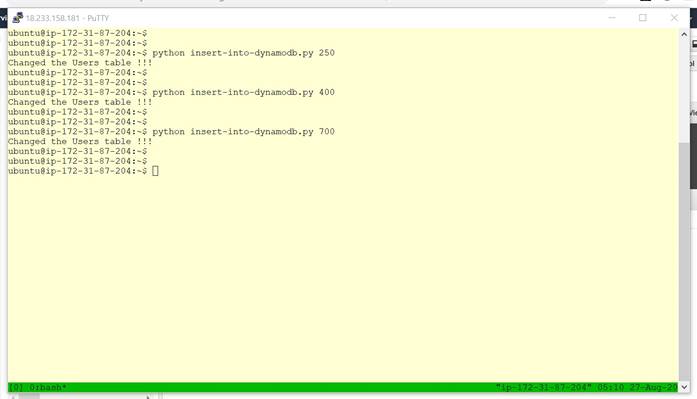 18.233.158.181 - PuTTY
ubuntu@ip-172-31-87-204:~$
ubuntu@ip-172-31-87-204:~$
ubuntu@ip-172-31-87-204:~$ python insert-into-dynamodb.py 250
Changed the Users table !!!
ubuntu@ip-172-31-87-204:~$
ubuntu@ip-172-31-87-204:~$
ubuntu@ip-172-31-87-204:~$ python insert-into-dynamodb.py 400
Changed the Users table !!!
ubuntu@ip-172-31-87-204:~$
ubuntu@ip-172-31-87-204:~$
ubuntu@ip-172-31-87-204:~$ python insert-into-dynamodb.py 700
Changed the Users table !!!
ubuntu@ip-172-31-87-204:~$
ubuntu@ip-172-31-87-204:~$
ubuntu@ip-172-31-87-204:~$
[0] 0:bash* "ip-172-31-87-204" 05:10 27-Aug-20